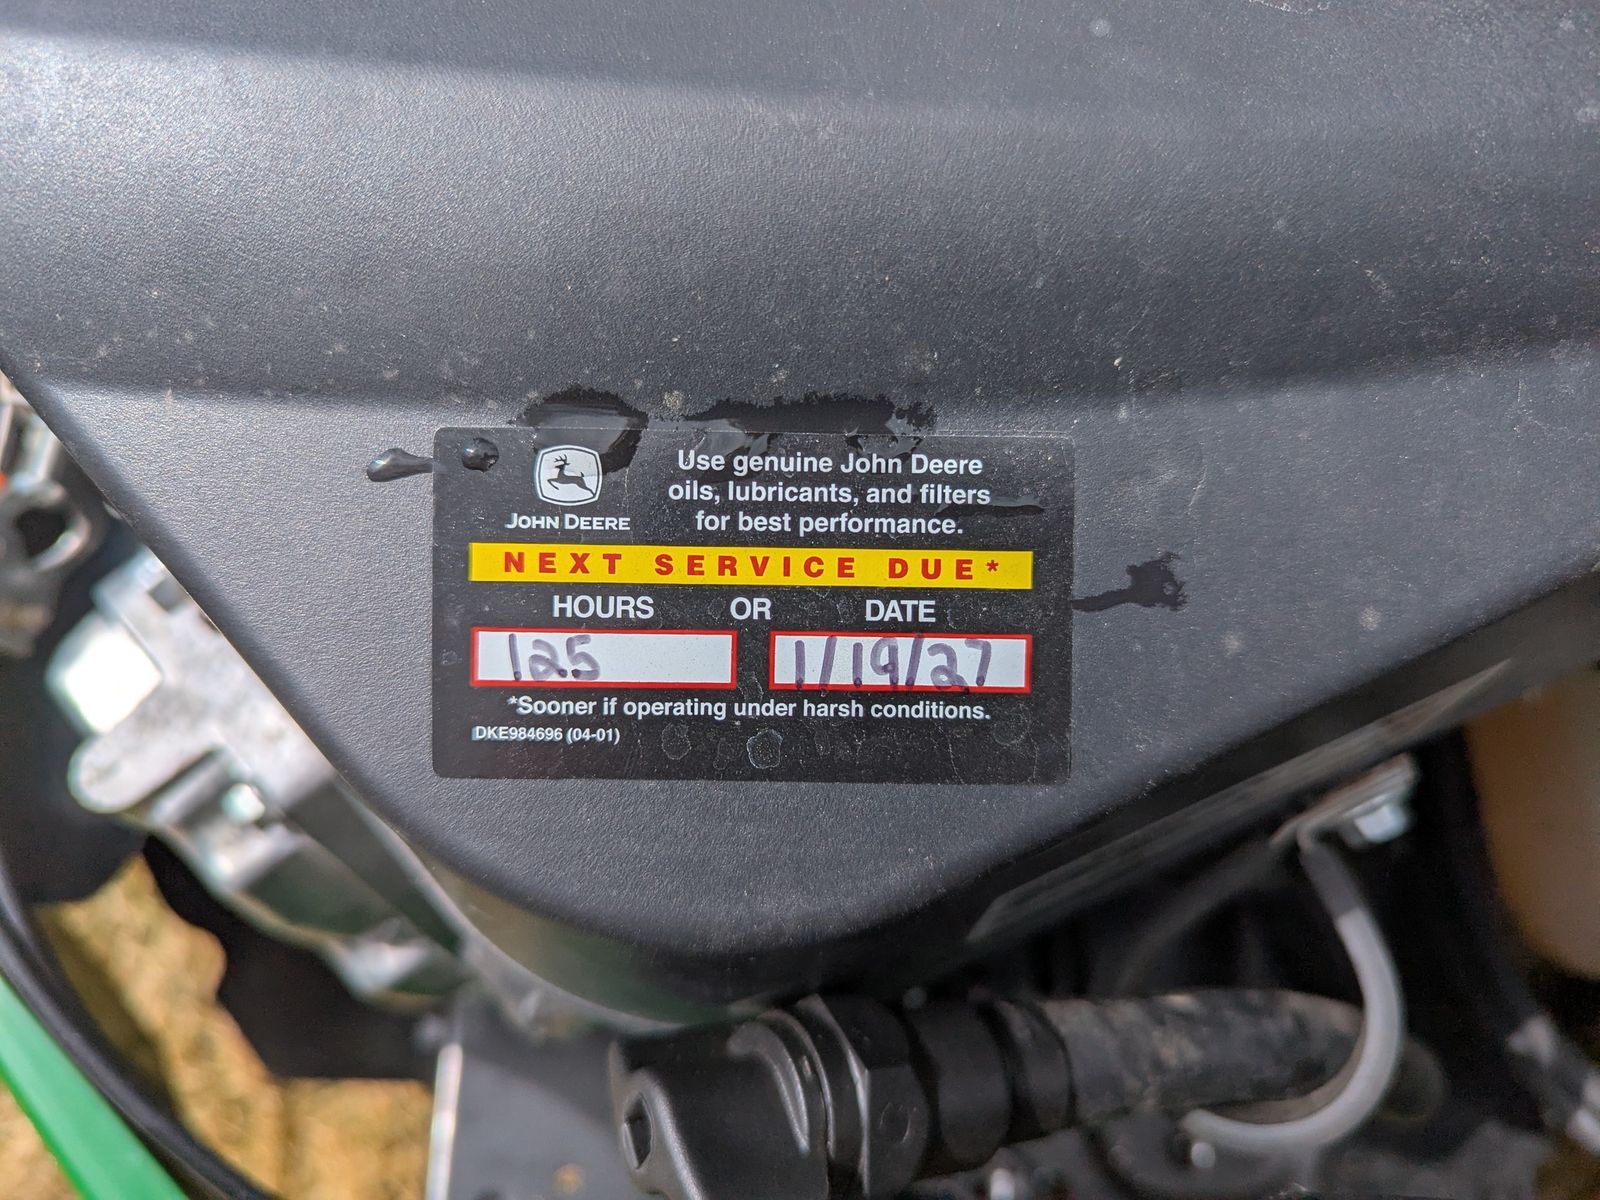 Use genuine John Deere
oils, lubricants, and filters
for best performance.
JOHN DEERE
NEXT SERVICE DUE*
HOURS OR DATE
125 1/19/27
*Sooner if operating under harsh conditions.
DKE984696 (04-01)